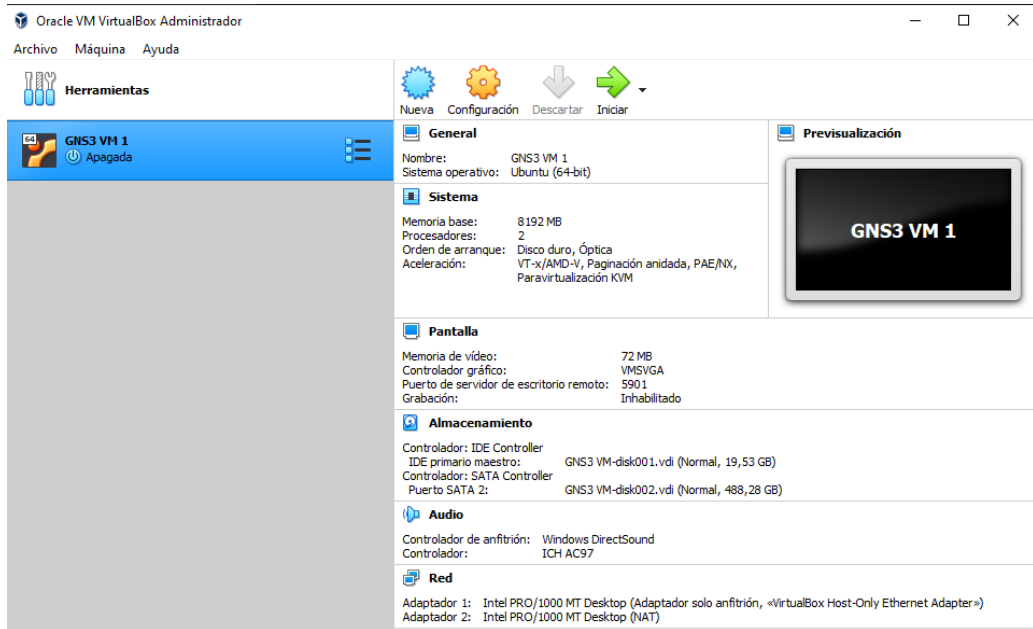 Oracle VM VirtualBox Administrador
Archivo Máquina Ayuda
Herramientas
Nueva Configuración Descartar Iniciar
64
GNS3 VM 1
Apagada
General
Nombre: GNS3 VM 1
Sistema operativo: Ubuntu (64-bit)
Previsualización
GNS3 VM 1
Sistema
Memoria base: 8192 MB
Procesadores: 2
Orden de arranque: Disco duro, Óptica
Aceleración: VT-x/AMD-V, Paginación anidada, PAE/NX,
Paravirtualización KVM
Pantalla
Memoria de vídeo: 72 MB
Controlador gráfico: VMSVGA
Puerto de servidor de escritorio remoto: 5901
Grabación: Inhabilitado
Almacenamiento
Controlador: IDE Controller
IDE primario maestro: GNS3 VM-disk001.vdi (Normal, 19,53 GB)
Controlador: SATA Controller
Puerto SATA 2: GNS3 VM-disk002.vdi (Normal, 488,28 GB)
Audio
Controlador de anfitrión: Windows DirectSound
Controlador: ICH AC97
Red
Adaptador 1: Intel PRO/1000 MT Desktop (Adaptador solo anfitrión, «VirtualBox Host-Only Ethernet Adapter»)
Adaptador 2: Intel PRO/1000 MT Desktop (NAT)